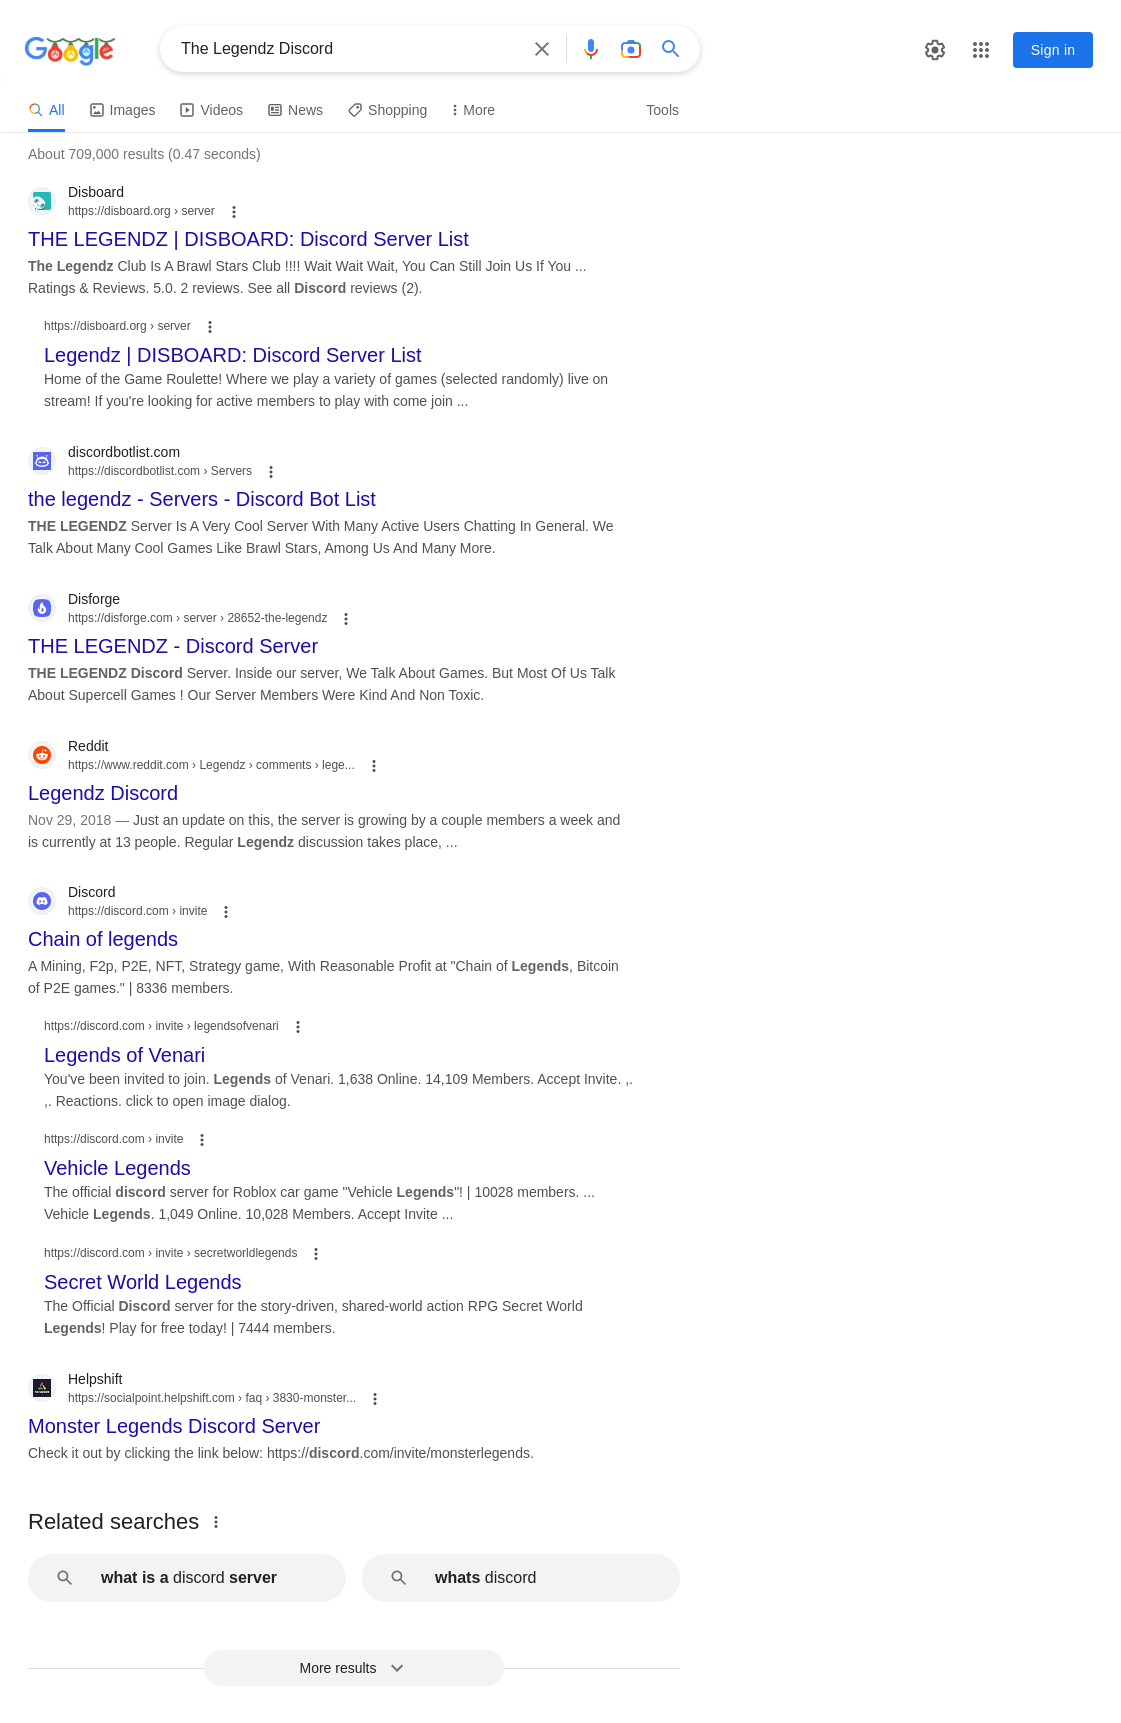 Google
The Legendz Discord
Sign in
All Images Videos News Shopping More Tools
About 709,000 results (0.47 seconds)
Disboard
https://disboard.org › server
THE LEGENDZ | DISBOARD: Discord Server List
The Legendz Club Is A Brawl Stars Club !!!! Wait Wait Wait, You Can Still Join Us If You ...
Ratings & Reviews. 5.0. 2 reviews. See all Discord reviews (2).
https://disboard.org › server
Legendz | DISBOARD: Discord Server List
Home of the Game Roulette! Where we play a variety of games (selected randomly) live on
stream! If you're looking for active members to play with come join ...
discordbotlist.com
https://discordbotlist.com › Servers
the legendz - Servers - Discord Bot List
THE LEGENDZ Server Is A Very Cool Server With Many Active Users Chatting In General. We
Talk About Many Cool Games Like Brawl Stars, Among Us And Many More.
Disforge
https://disforge.com › server › 28652-the-legendz
THE LEGENDZ - Discord Server
THE LEGENDZ Discord Server. Inside our server, We Talk About Games. But Most Of Us Talk
About Supercell Games ! Our Server Members Were Kind And Non Toxic.
Reddit
https://www.reddit.com › Legendz › comments › lege...
Legendz Discord
Nov 29, 2018 — Just an update on this, the server is growing by a couple members a week and
is currently at 13 people. Regular Legendz discussion takes place, ...
Discord
https://discord.com › invite
Chain of legends
A Mining, F2p, P2E, NFT, Strategy game, With Reasonable Profit at "Chain of Legends, Bitcoin
of P2E games." | 8336 members.
https://discord.com › invite › legendsofvenari
Legends of Venari
You've been invited to join. Legends of Venari. 1,638 Online. 14,109 Members. Accept Invite. ,.
,. Reactions. click to open image dialog.
https://discord.com › invite
Vehicle Legends
The official discord server for Roblox car game "Vehicle Legends"! | 10028 members. ...
Vehicle Legends. 1,049 Online. 10,028 Members. Accept Invite ...
https://discord.com › invite › secretworldlegends
Secret World Legends
The Official Discord server for the story-driven, shared-world action RPG Secret World
Legends! Play for free today! | 7444 members.
Helpshift
https://socialpoint.helpshift.com › faq › 3830-monster...
Monster Legends Discord Server
Check it out by clicking the link below: https://discord.com/invite/monsterlegends.
Related searches
what is a discord server
whats discord
More results